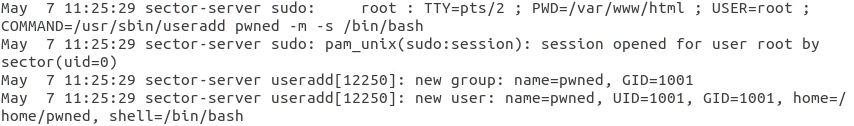 May  7 11:25:29 sector-server sudo:     root : TTY=pts/2 ; PWD=/var/www/html ; USER=root ;
COMMAND=/usr/sbin/useradd pwned -m -s /bin/bash
May  7 11:25:29 sector-server sudo: pam_unix(sudo:session): session opened for user root by
sector(uid=0)
May  7 11:25:29 sector-server useradd[12250]: new group: name=pwned, GID=1001
May  7 11:25:29 sector-server useradd[12250]: new user: name=pwned, UID=1001, GID=1001, home=/
home/pwned, shell=/bin/bash